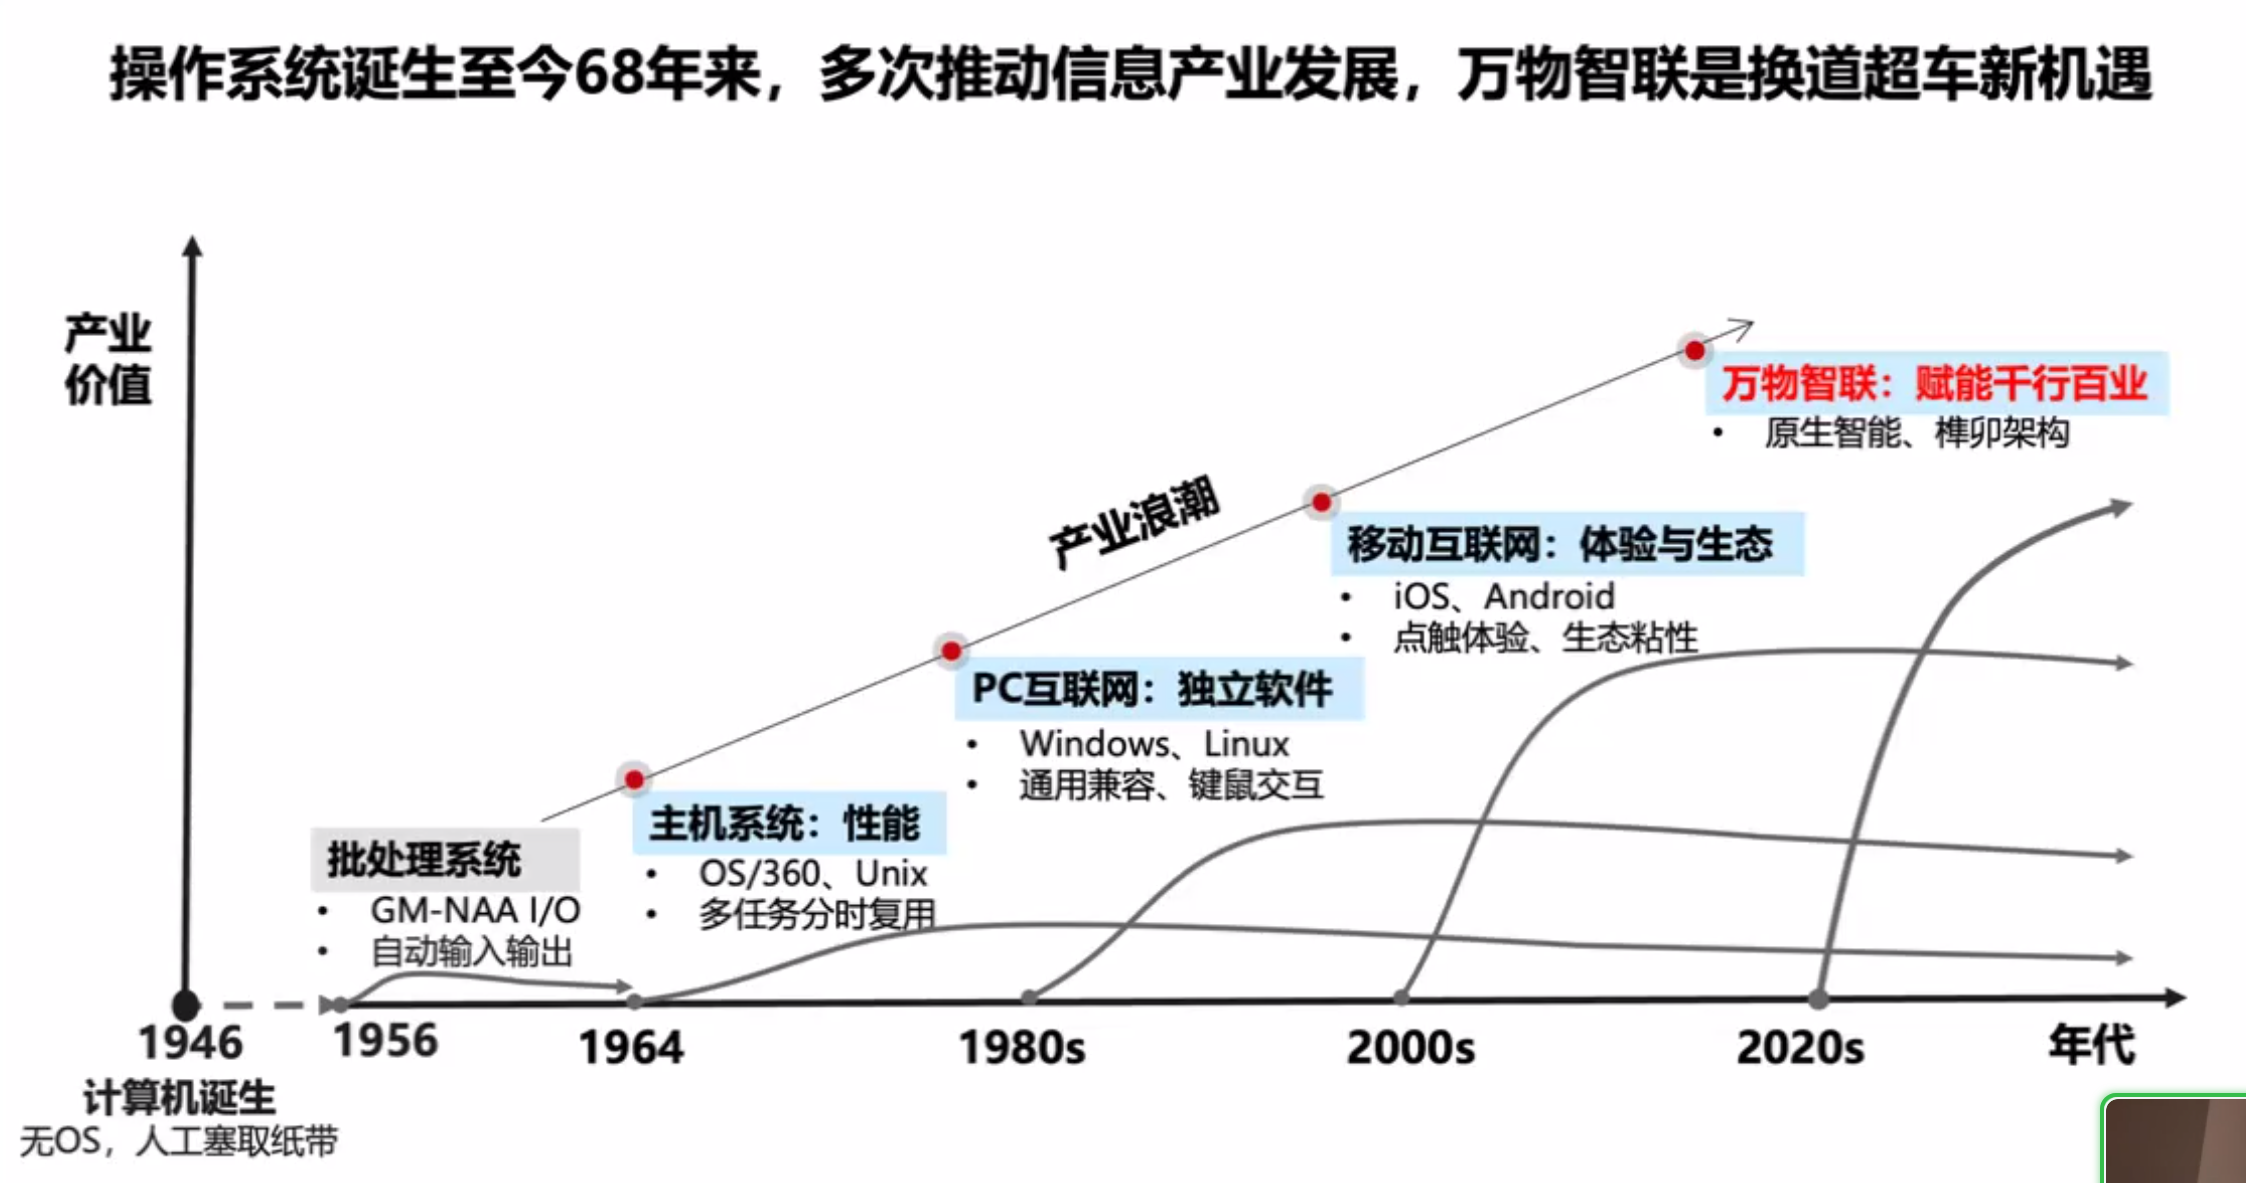 操作系统诞生至今68年来，多次推动信息产业发展，万物智联是换道超车新机遇
产业
价值
产业浪潮
万物智联：赋能千行百业
• 原生智能、榫卯架构
移动互联网：体验与生态
• iOS、Android
• 点触体验、生态粘性
PC互联网：独立软件
• Windows、Linux
• 通用兼容、键鼠交互
主机系统：性能
• OS/360、Unix
• 多任务分时复用
批处理系统
• GM-NAA I/O
• 自动输入输出
1946
1956
1964
1980s
2000s
2020s
年代
计算机诞生
无OS，人工塞取纸带